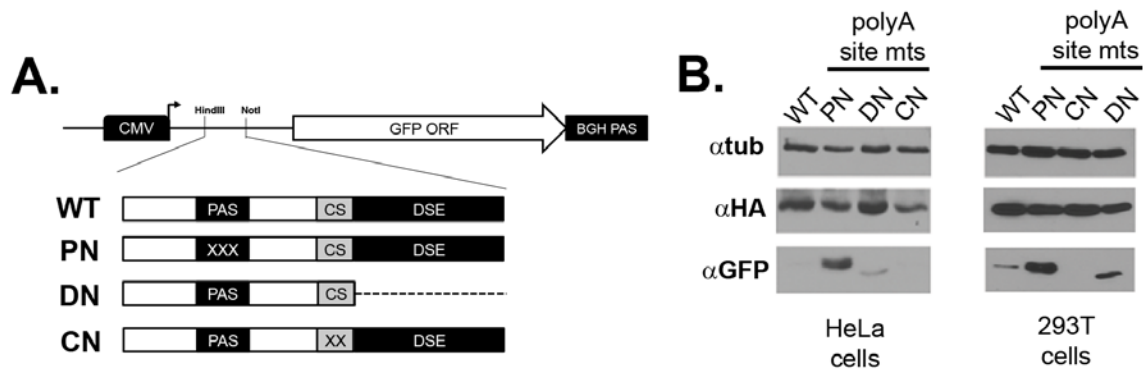 A.
HindIII NotI
CMV GFP ORF BGH PAS
WT PAS CS DSE
PN XXX CS DSE
DN PAS CS
CN PAS XX DSE
B.
polyA
site mts
WT PN DN CN
polyA
site mts
WT PN CN DN
αtub
αHA
αGFP
HeLa
cells
293T
cells